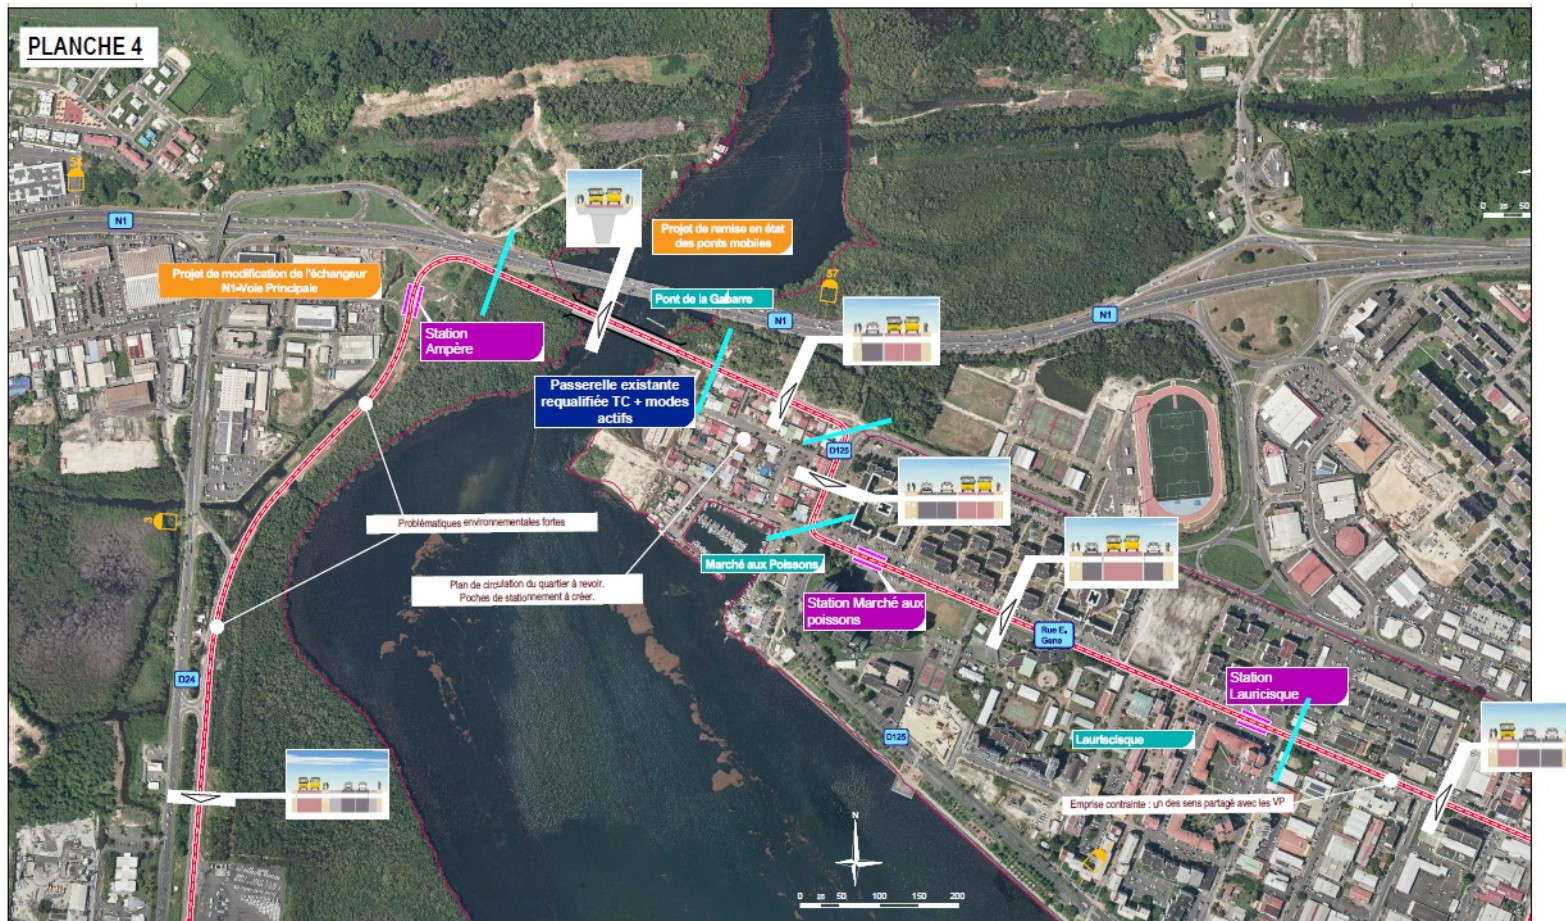 PLANCHE 4
54
N1
Projet de remise en état
des ponts mobiles
Projet de modification de l'échangeur
N1-Voie Principale
57
Pont de la Gabarre
N1
N1
0 25 50
Station
Ampère
Passerelle existante
requalifiée TC + modes
actifs
D125
3
Problématiques environnementales fortes
Marché aux Poissons
Plan de circulation du quartier à revoir.
Poches de stationnement à créer.
Station Marché aux
poissons
Rue E.
Gene
D24
Station
Lauricisque
D125
Lauriscisque
Emprise contrainte : un des sens partagé avec les VP
N
0 25 50 100 150 200